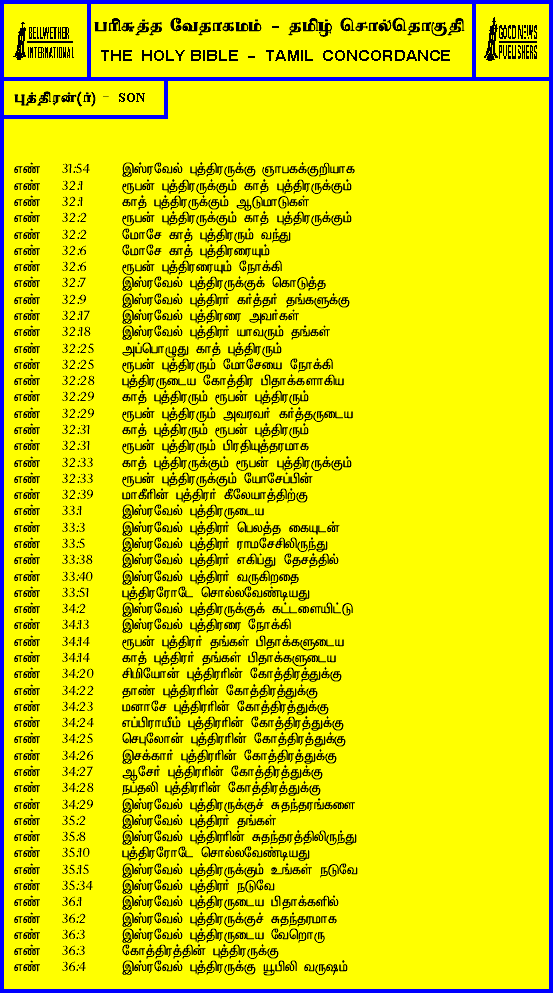 BELLWETHER
INTERNATIONAL
பரிசுத்த வேதாகமம் - தமிழ் சொல்தொகுதி
THE HOLY BIBLE - TAMIL CONCORDANCE
GOOD NEWS
PUBLISHERS
புத்திரன்(ர்) - SON
எண் 31:54 இஸ்ரவேல் புத்திரருக்கு ஞாபகக்குறியாக
எண் 32:1 ரூபன் புத்திரருக்கும் காத் புத்திரருக்கும்
எண் 32:1 காத் புத்திரருக்கும் ஆடுமாடுகள்
எண் 32:2 ரூபன் புத்திரருக்கும் காத் புத்திரருக்கும்
எண் 32:2 மோசே காத் புத்திரரும் வந்து
எண் 32:6 மோசே காத் புத்திரரையும்
எண் 32:6 ரூபன் புத்திரரையும் நோக்கி
எண் 32:7 இஸ்ரவேல் புத்திரருக்குக் கொடுத்த
எண் 32:9 இஸ்ரவேல் புத்திரர் கர்த்தர் தங்களுக்கு
எண் 32:17 இஸ்ரவேல் புத்திரரை அவர்கள்
எண் 32:18 இஸ்ரவேல் புத்திரர் யாவரும் தங்கள்
எண் 32:25 அப்பொழுது காத் புத்திரரும்
எண் 32:25 ரூபன் புத்திரரும் மோசேயை நோக்கி
எண் 32:28 புத்திரருடைய கோத்திர பிதாக்களாகிய
எண் 32:29 காத் புத்திரரும் ரூபன் புத்திரரும்
எண் 32:29 ரூபன் புத்திரரும் அவரவர் கர்த்தருடைய
எண் 32:31 காத் புத்திரரும் ரூபன் புத்திரரும்
எண் 32:31 ரூபன் புத்திரரும் பிரதியுத்தரமாக
எண் 32:33 காத் புத்திரருக்கும் ரூபன் புத்திரருக்கும்
எண் 32:33 ரூபன் புத்திரருக்கும் யோசேப்பின்
எண் 32:39 மாகீரின் புத்திரர் கீலேயாத்திற்கு
எண் 33:1 இஸ்ரவேல் புத்திரருடைய
எண் 33:3 இஸ்ரவேல் புத்திரர் பெலத்த கையுடன்
எண் 33:5 இஸ்ரவேல் புத்திரர் ராமசேசிலிருந்து
எண் 33:38 இஸ்ரவேல் புத்திரர் எகிப்து தேசத்தில்
எண் 33:40 இஸ்ரவேல் புத்திரர் வருகிறதை
எண் 33:51 புத்திரரோடே சொல்லவேண்டியது
எண் 34:2 இஸ்ரவேல் புத்திரருக்குக் கட்டளையிட்டு
எண் 34:13 இஸ்ரவேல் புத்திரரை நோக்கி
எண் 34:14 ரூபன் புத்திரர் தங்கள் பிதாக்களுடைய
எண் 34:14 காத் புத்திரர் தங்கள் பிதாக்களுடைய
எண் 34:20 சிமியோன் புத்திரரின் கோத்திரத்துக்கு
எண் 34:22 தாண் புத்திரரின் கோத்திரத்துக்கு
எண் 34:23 மனாசே புத்திரரின் கோத்திரத்துக்கு
எண் 34:24 எப்பிராயீம் புத்திரரின் கோத்திரத்துக்கு
எண் 34:25 செபுலோன் புத்திரரின் கோத்திரத்துக்கு
எண் 34:26 இசக்கார் புத்திரரின் கோத்திரத்துக்கு
எண் 34:27 ஆசேர் புத்திரரின் கோத்திரத்துக்கு
எண் 34:28 நப்தலி புத்திரரின் கோத்திரத்துக்கு
எண் 34:29 இஸ்ரவேல் புத்திரருக்குச் சுதந்தரங்களை
எண் 35:2 இஸ்ரவேல் புத்திரர் தங்கள்
எண் 35:8 இஸ்ரவேல் புத்திரரின் சுதந்தரத்திலிருந்து
எண் 35:10 புத்திரரோடே சொல்லவேண்டியது
எண் 35:15 இஸ்ரவேல் புத்திரருக்கும் உங்கள் நடுவே
எண் 35:34 இஸ்ரவேல் புத்திரர் நடுவே
எண் 36:1 இஸ்ரவேல் புத்திரருடைய பிதாக்களில்
எண் 36:2 இஸ்ரவேல் புத்திரருக்குச் சுதந்தரமாக
எண் 36:3 இஸ்ரவேல் புத்திரருடைய வேறொரு
எண் 36:3 கோத்திரத்தின் புத்திரருக்கு
எண் 36:4 இஸ்ரவேல் புத்திரருக்கு யூபிலி வருஷம்